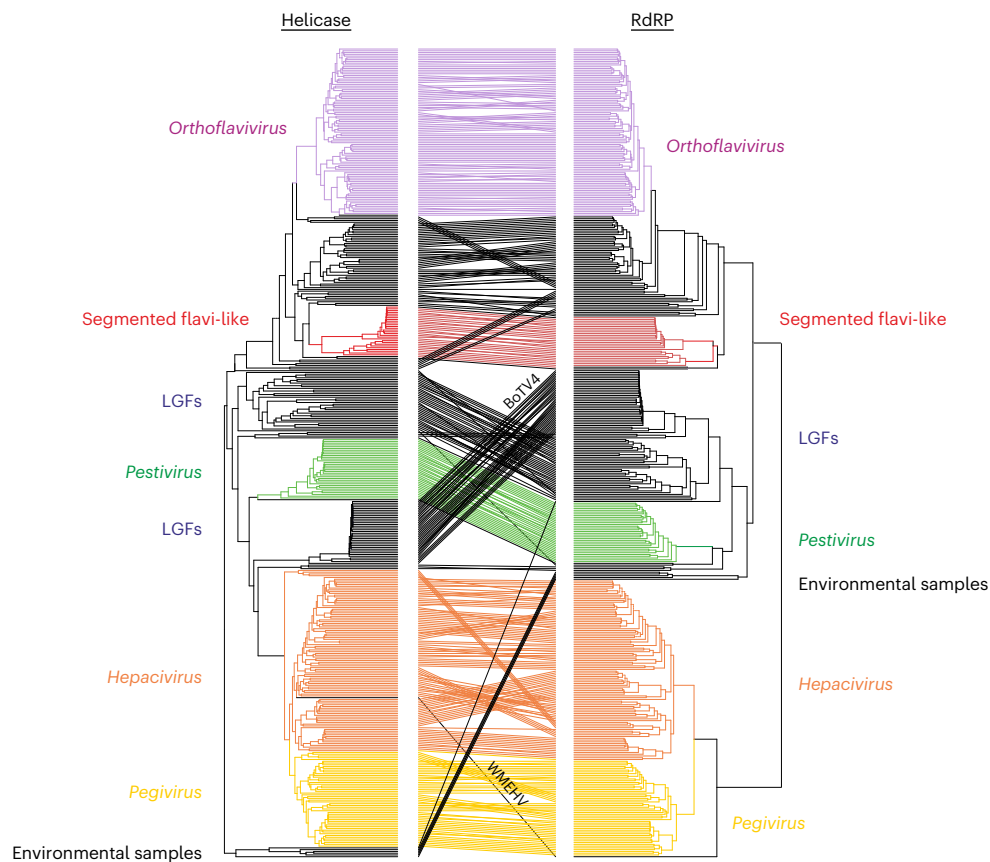 Helicase
RdRP
Orthoflavivirus
Orthoflavivirus
Segmented flavi-like
Segmented flavi-like
BoTV4
LGFs
LGFs
Pestivirus
LGFs
Pestivirus
Environmental samples
Hepacivirus
Hepacivirus
WMEHV
Pegivirus
Pegivirus
Environmental samples